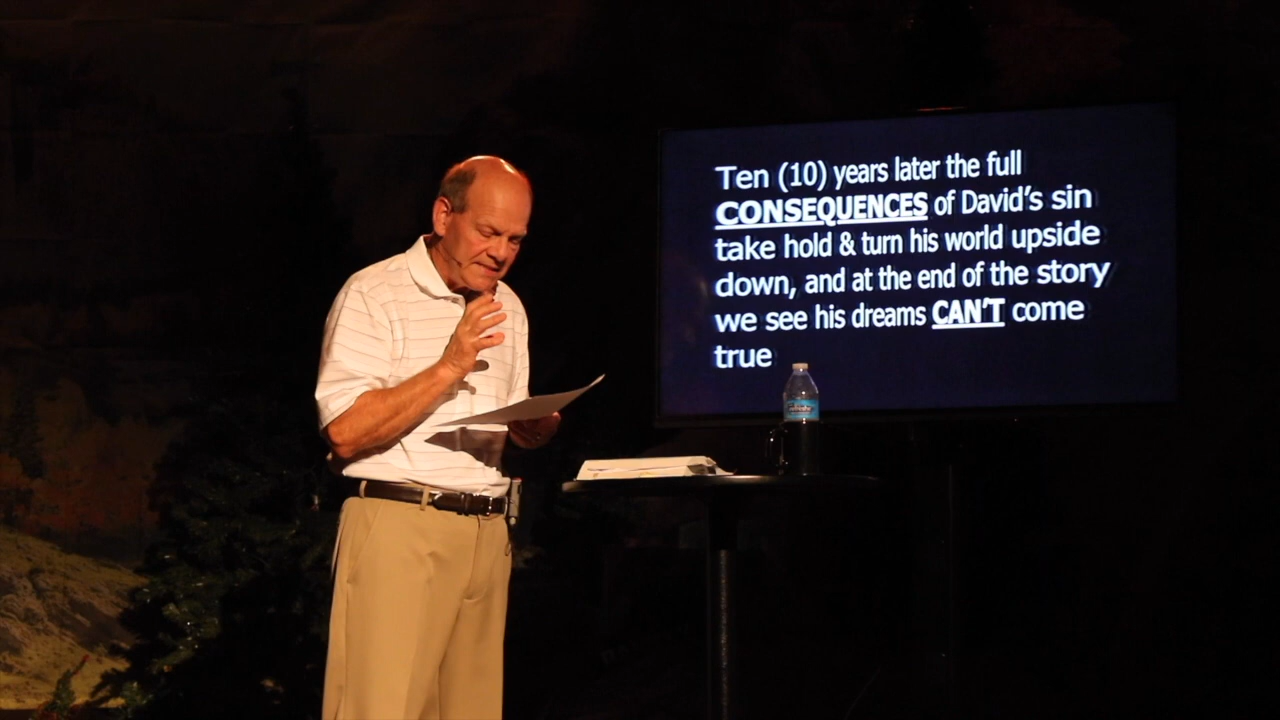 Ten (10) years later the full
CONSEQUENCES of David's sin
take hold & turn his world upside
down, and at the end of the story
we see his dreams CAN'T come
true